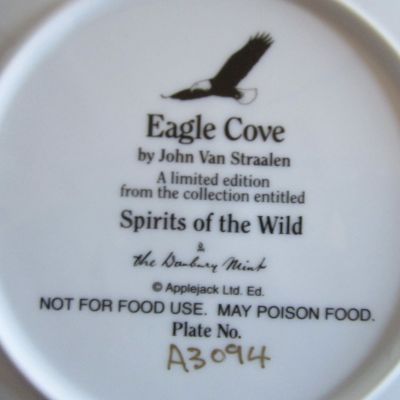 Eagle Cove
by John Van Straalen
A limited edition
from the collection entitled
Spirits of the Wild
&
the Danbury Mint
© Applejack Ltd. Ed.
NOT FOR FOOD USE. MAY POISON FOOD.
Plate No.
A3094